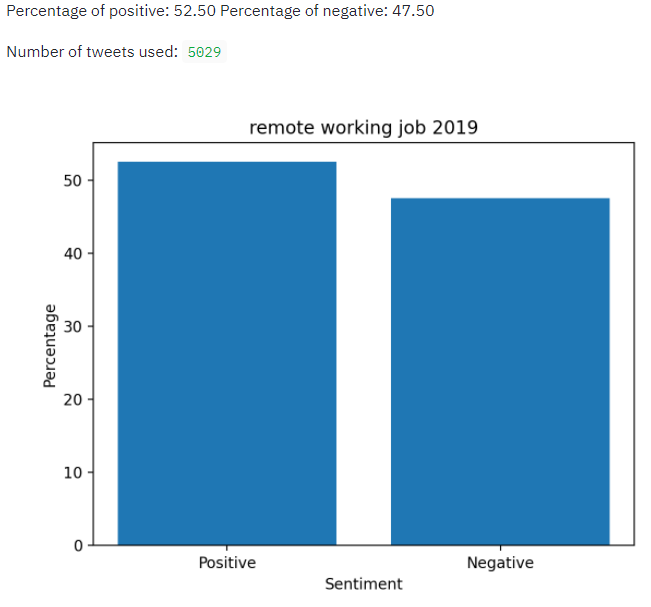 Percentage of positive: 52.50 Percentage of negative: 47.50
Number of tweets used: 5029
remote working job 2019
50
40
30
20
10
0
Percentage
Positive Negative
Sentiment